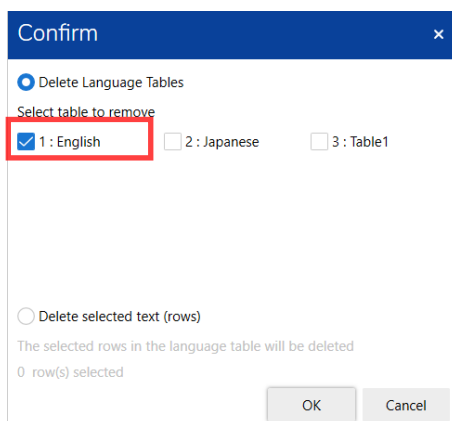 Confirm
Delete Language Tables
Select table to remove
1 : English 2 : Japanese 3 : Table1
Delete selected text (rows)
The selected rows in the language table will be deleted
0 row(s) selected
OK Cancel